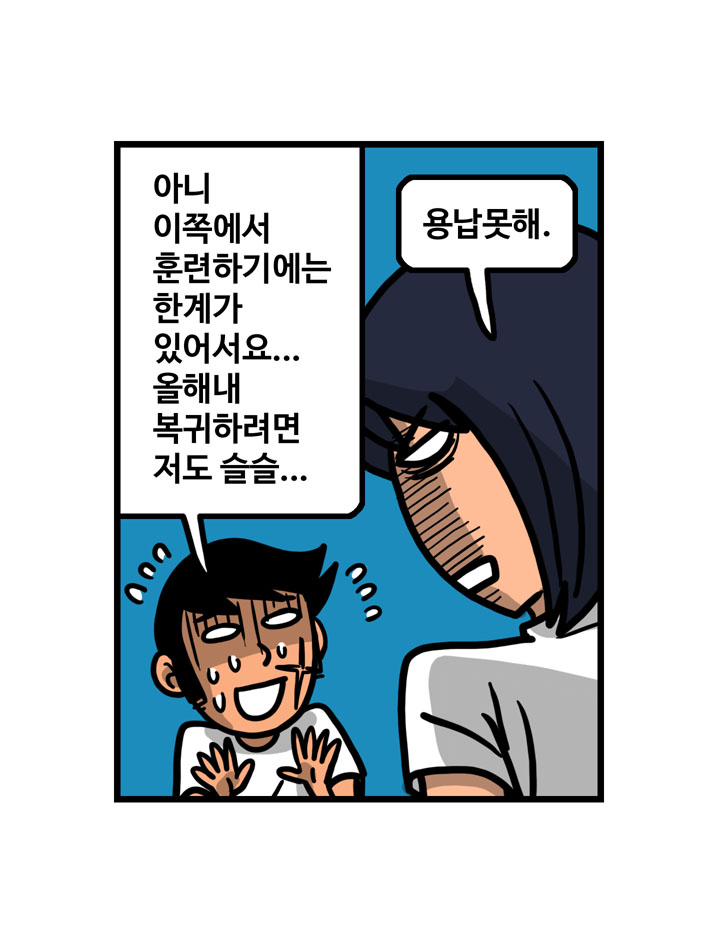 아니
이쪽에서
훈련하기에는
한계가
있어서요...
올해내
복귀하려면
저도 슬슬...
용납못해.